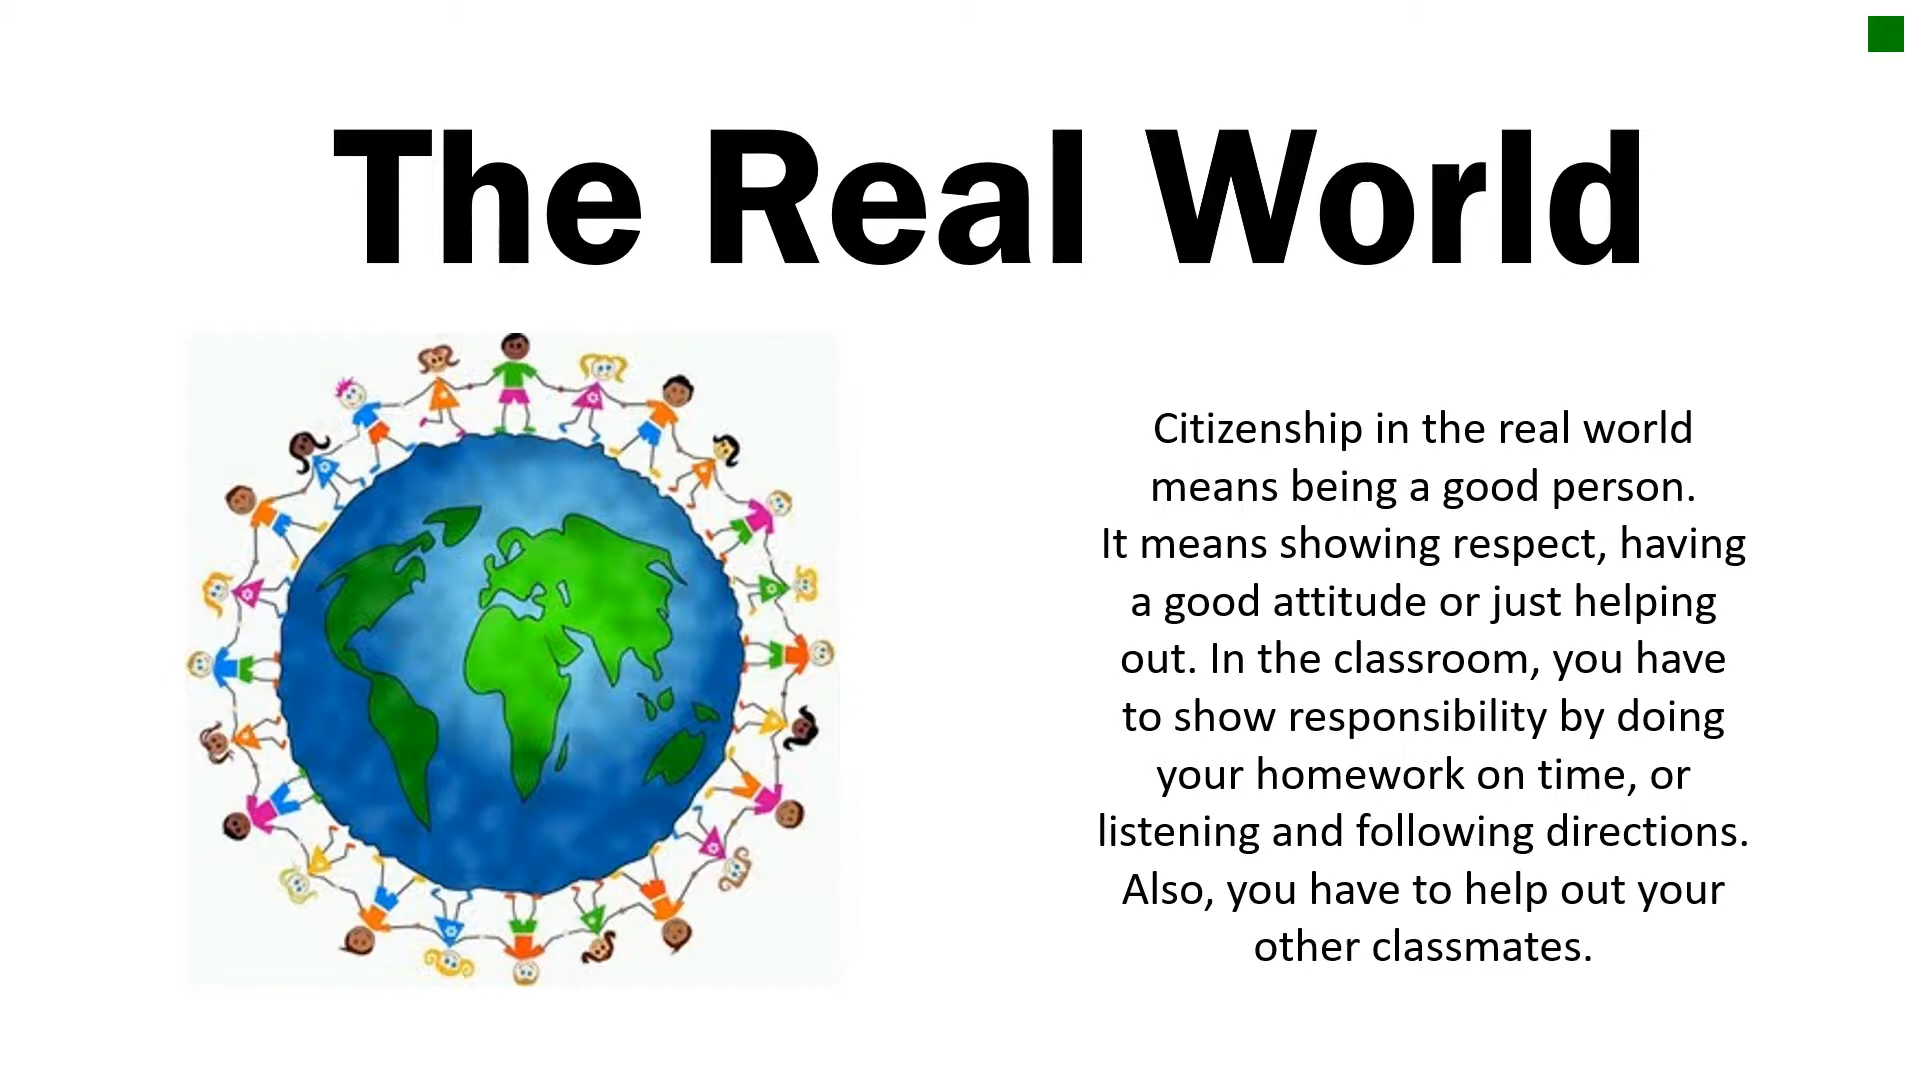 The Real World
Citizenship in the real world
means being a good person.
It means showing respect, having
a good attitude or just helping
out. In the classroom, you have
to show responsibility by doing
your homework on time, or
listening and following directions.
Also, you have to help out your
other classmates.